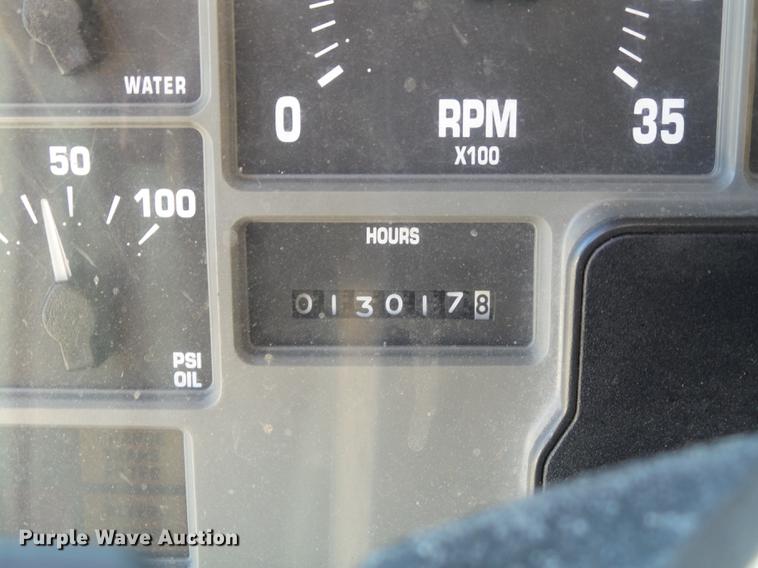 WATER
0
RPM
X100
35
50
100
PSI
OIL
HOURS
0130178
Purple Wave Auction